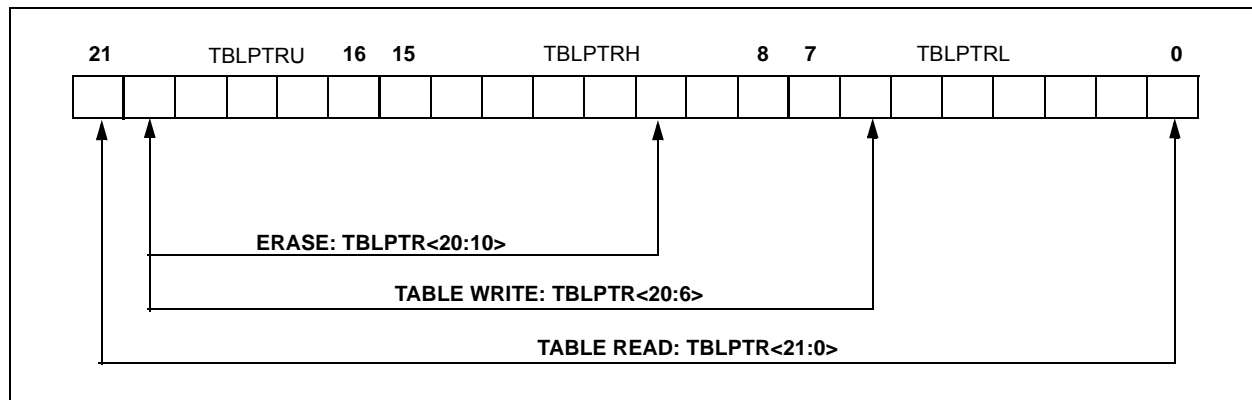 21 TBLPTRU 16 15 TBLPTRH 8 7 TBLPTRL 0
ERASE: TBLPTR<20:10>
TABLE WRITE: TBLPTR<20:6>
TABLE READ: TBLPTR<21:0>